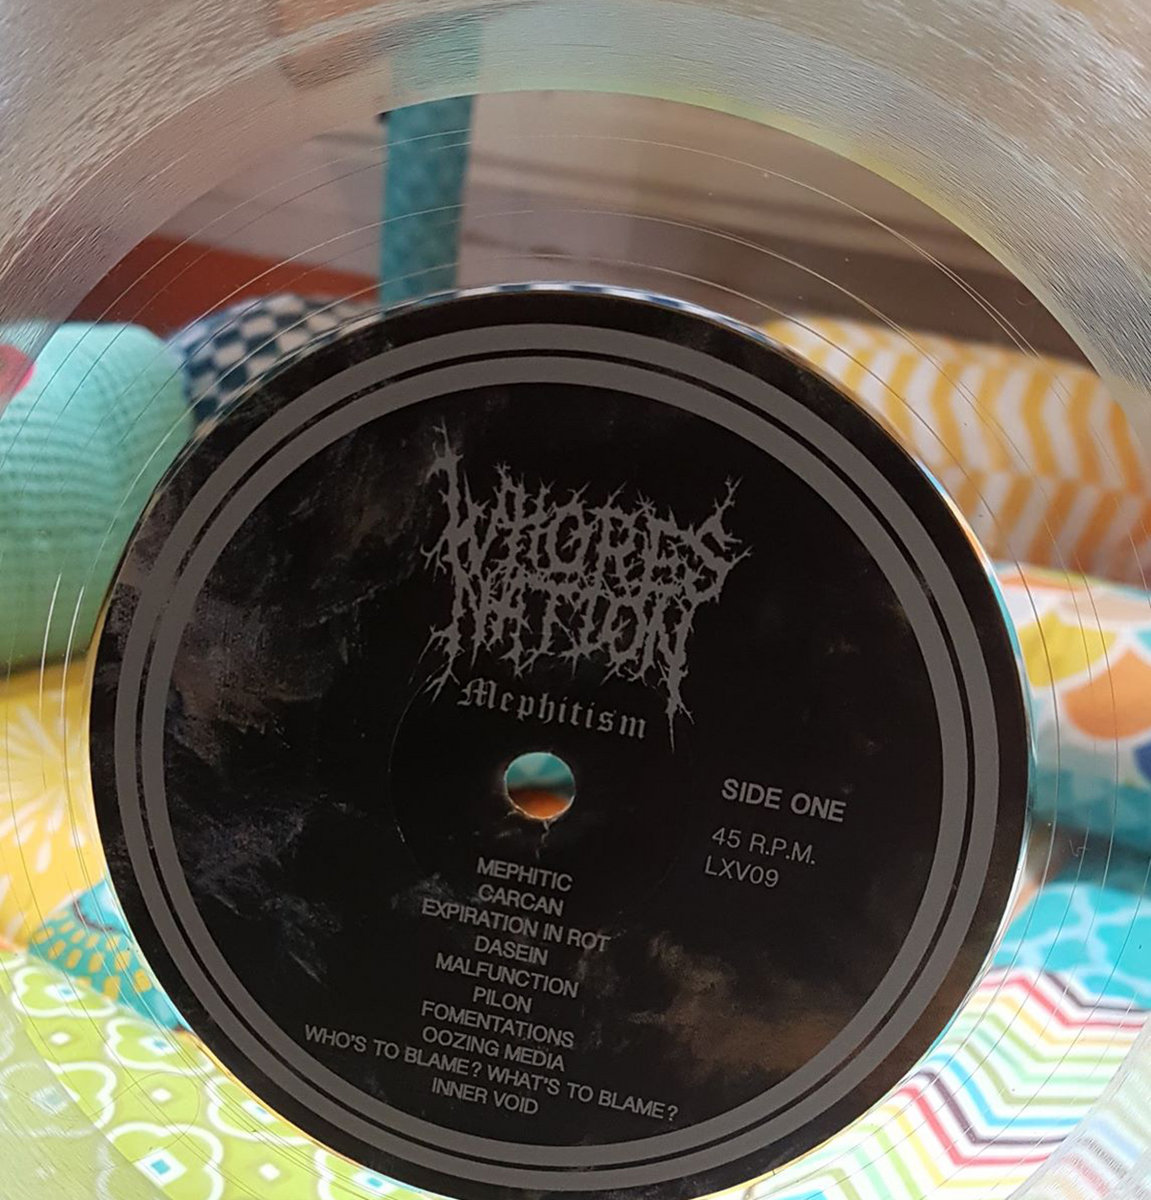 WHORES
NATION
Mephitism
SIDE ONE
45 R.P.M.
LXV09
MEPHITIC
CARCAN
EXPIRATION IN ROT
DASEIN
MALFUNCTION
PILON
FOMENTATIONS
OOZING MEDIA
WHO'S TO BLAME? WHAT'S TO BLAME?
INNER VOID